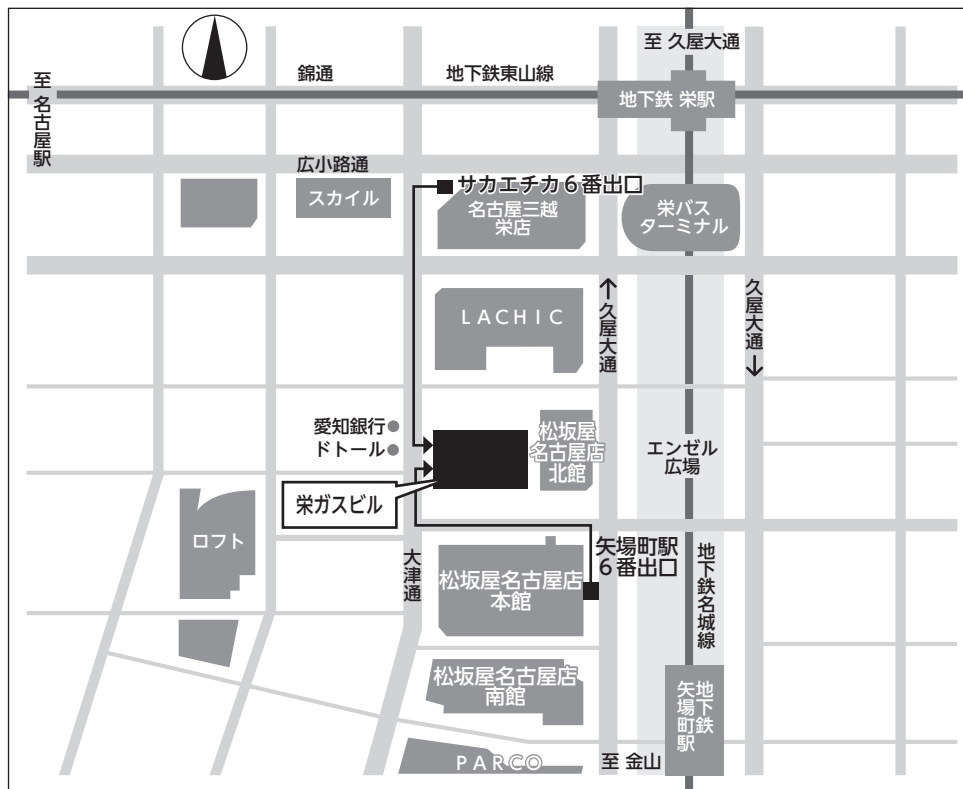 至 久屋大通
錦通
地下鉄東山線
至 名古屋駅
地下鉄 栄駅
広小路通
スカイル
サカエチカ6番出口
名古屋三越
栄店
栄バス
ターミナル
LACHIC
↑久屋大通
久屋大通↓
愛知銀行
ドトール
松坂屋
名古屋店
北館
エンゼル
広場
栄ガスビル
ロフト
大津通
松坂屋名古屋店
本館
矢場町駅
6番出口
地下鉄名城線
松坂屋名古屋店
南館
地下鉄
矢場町駅
PARCO
至 金山